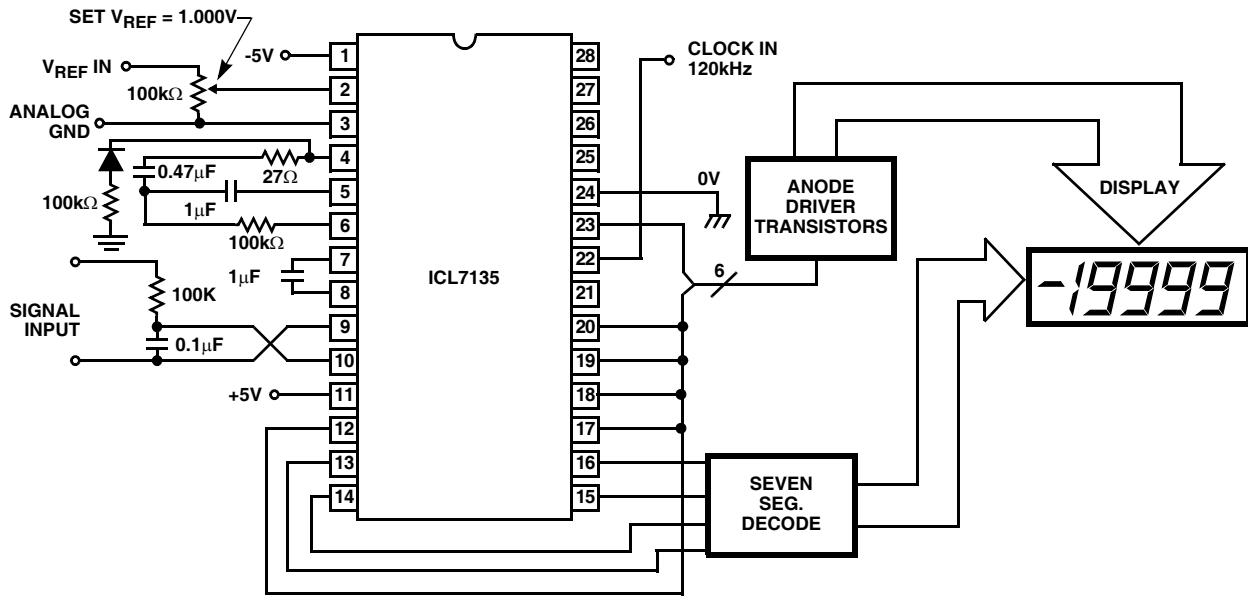 SET VREF = 1.000V
-5V
VREF IN
100kΩ
ANALOG
GND
0.47µF
27Ω
100kΩ
1µF
100kΩ
1µF
SIGNAL
INPUT
100K
0.1µF
+5V
1
2
3
4
5
6
7
8
9
10
11
12
13
14
ICL7135
28
27
26
25
24
23
22
21
20
19
18
17
16
15
CLOCK IN
120kHz
0V
6
ANODE
DRIVER
TRANSISTORS
DISPLAY
-19999
SEVEN
SEG.
DECODE